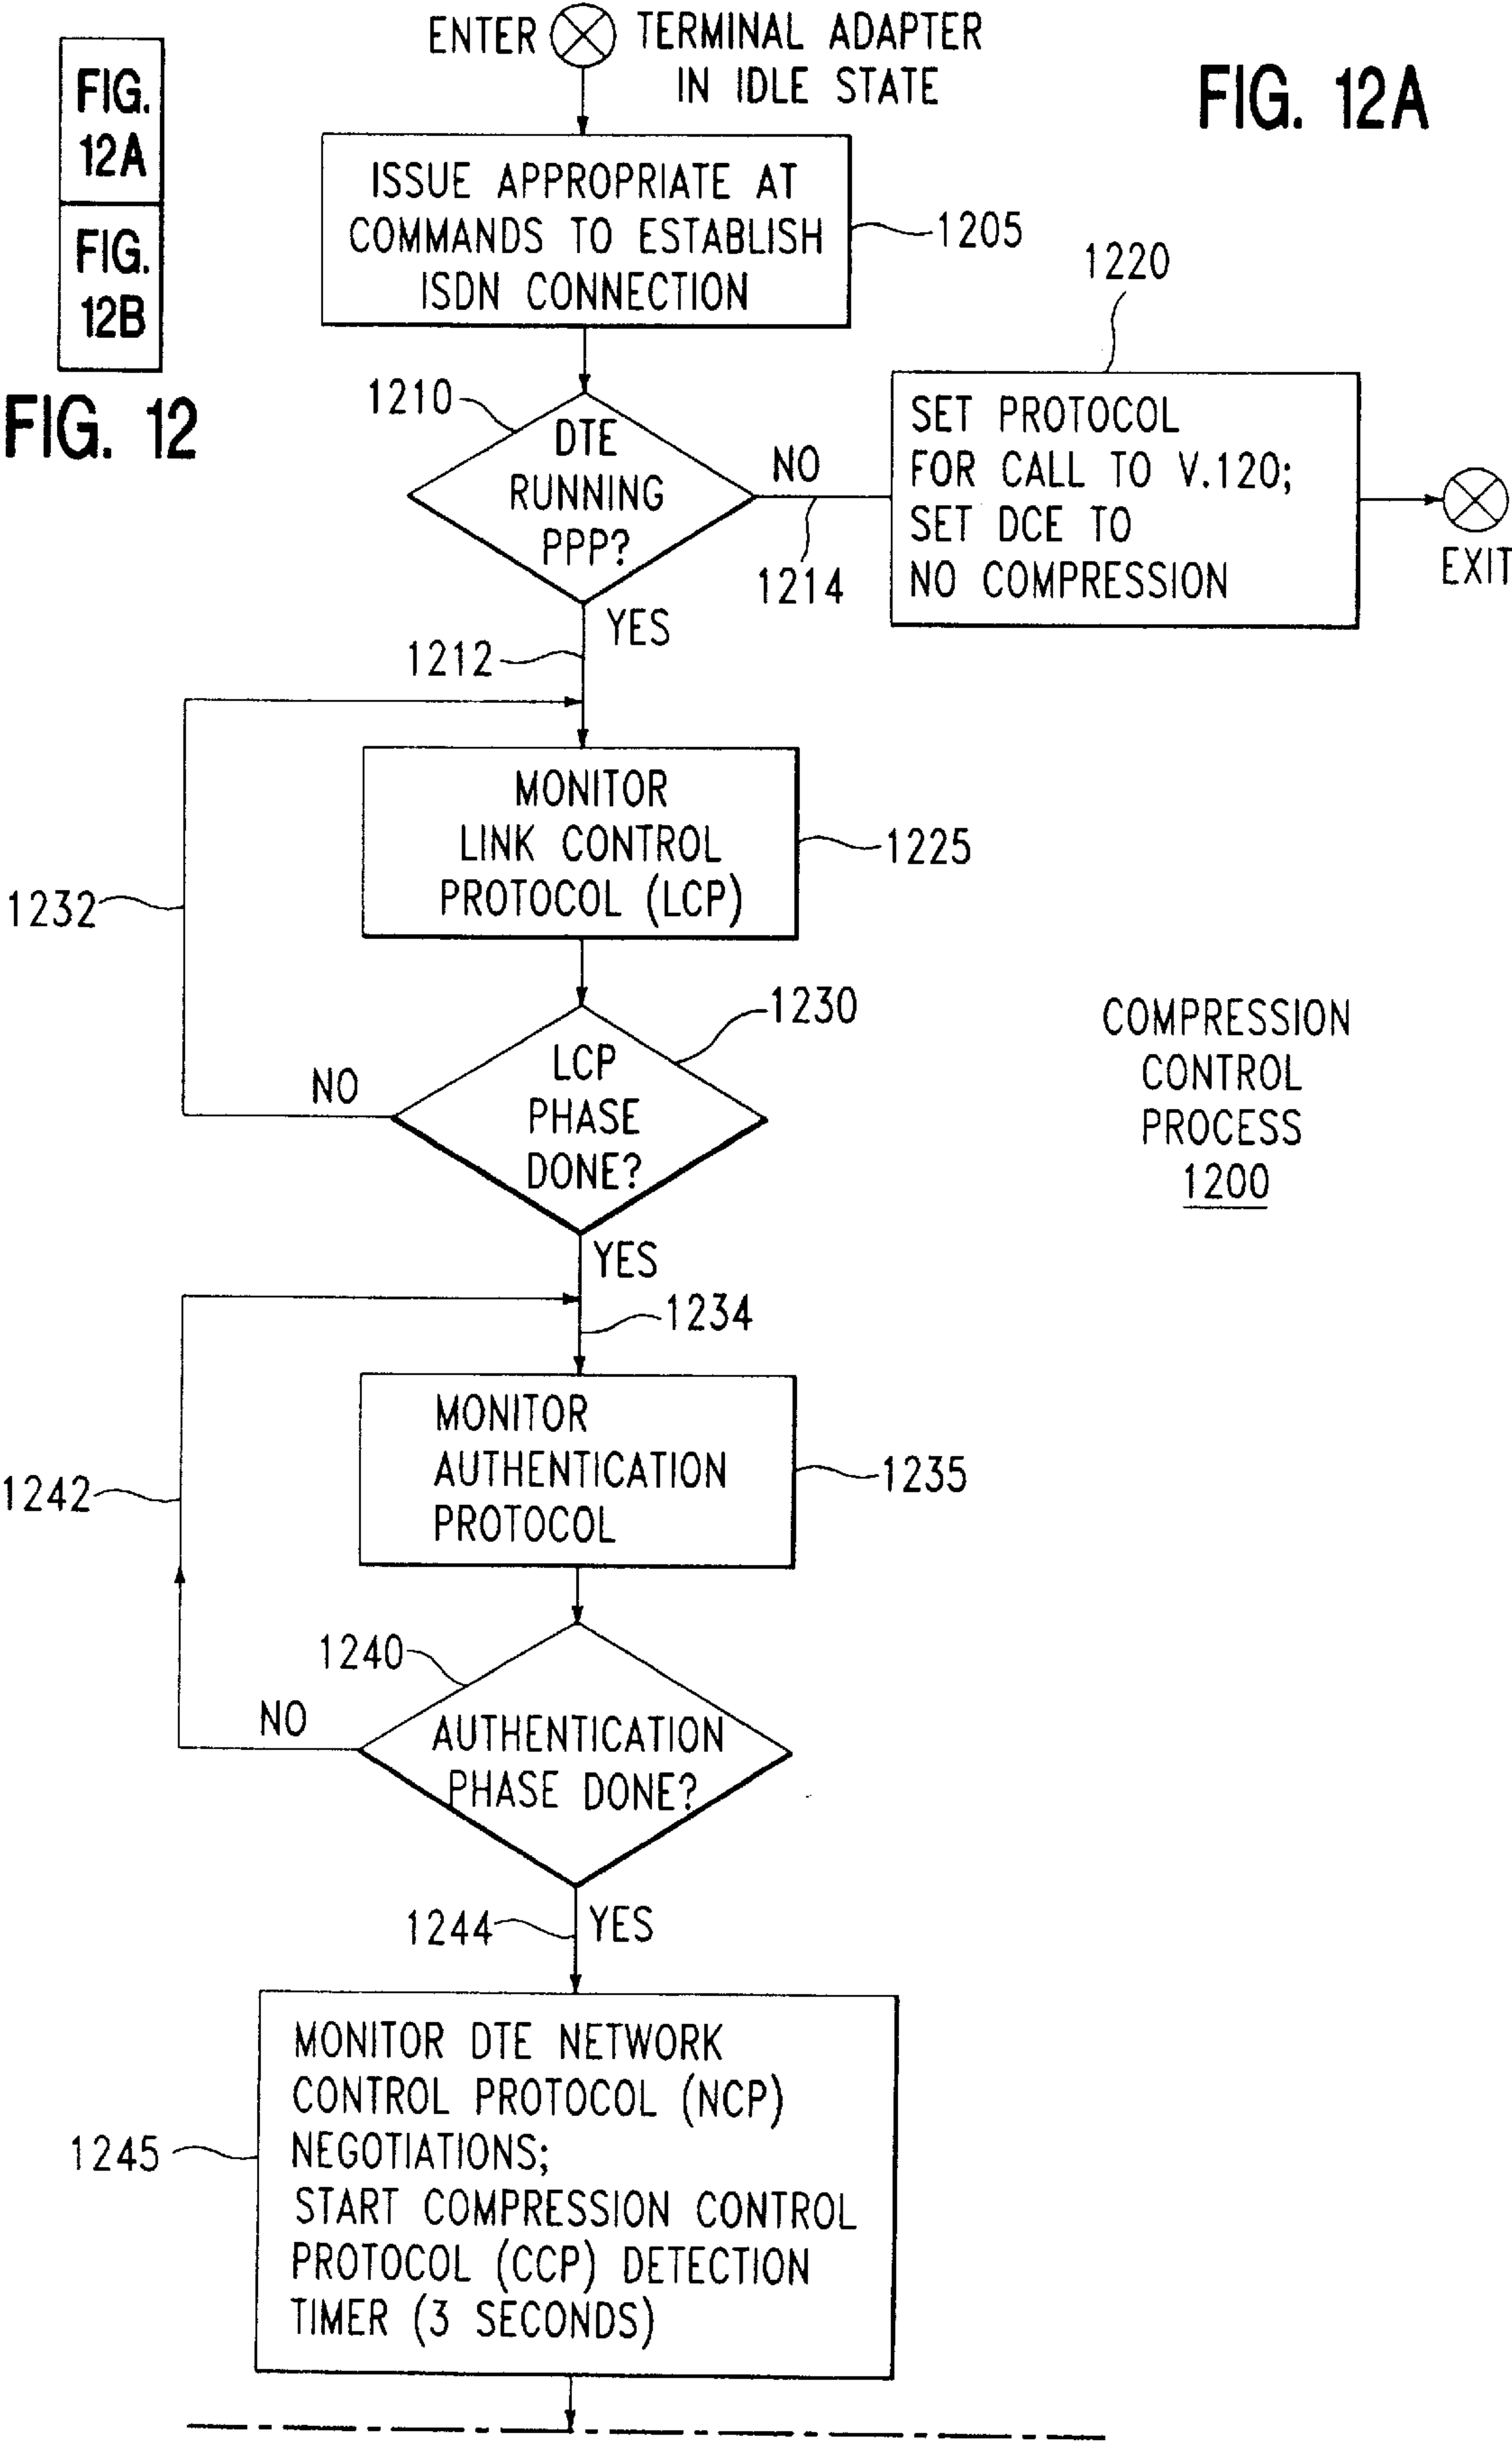 FIG.
12A
FIG.
12B
FIG. 12
ENTER
TERMINAL ADAPTER
IN IDLE STATE
FIG. 12A
ISSUE APPROPRIATE AT
COMMANDS TO ESTABLISH
ISDN CONNECTION
1205
1210
DTE
RUNNING
PPP?
NO
1214
1220
SET PROTOCOL
FOR CALL TO V.120;
SET DCE TO
NO COMPRESSION
EXIT
YES
1212
MONITOR
LINK CONTROL
PROTOCOL (LCP)
1225
1232
1230
LCP
PHASE
DONE?
NO
COMPRESSION
CONTROL
PROCESS
1200
YES
1234
MONITOR
AUTHENTICATION
PROTOCOL
1235
1242
1240
NO
AUTHENTICATION
PHASE DONE?
1244
YES
MONITOR DTE NETWORK
CONTROL PROTOCOL (NCP)
NEGOTIATIONS;
START COMPRESSION CONTROL
PROTOCOL (CCP) DETECTION
TIMER (3 SECONDS)
1245